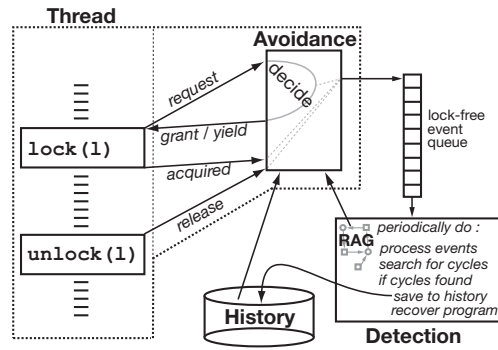 Thread
Avoidance
request
decide
lock(l)
grant / yield
acquired
release
unlock(l)
lock-free
event
queue
periodically do :
RAG
process events
search for cycles
if cycles found
save to history
recover program
History
Detection